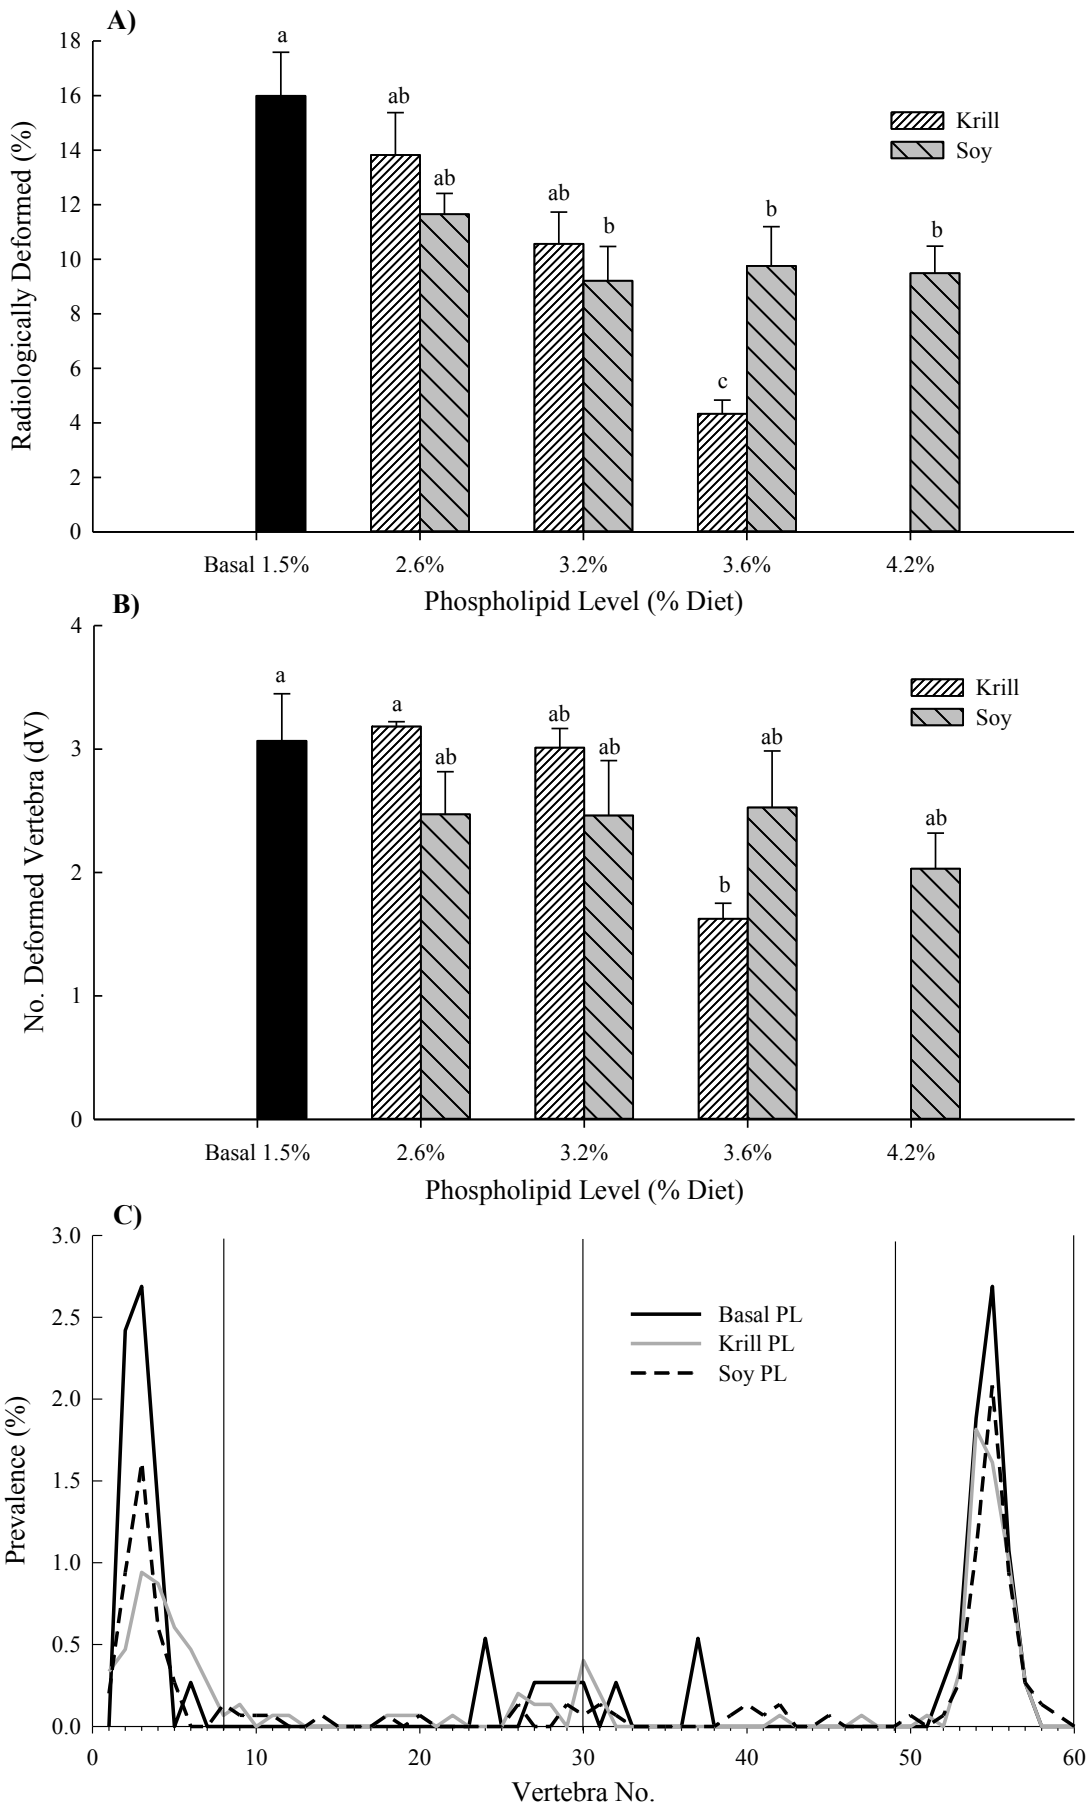 A)
18
16
14
12
10
8
6
4
2
0
Radiologically Deformed (%)
a
ab
ab
ab
b
c
b
b
Krill
Soy
Basal 1.5%
2.6%
3.2%
3.6%
4.2%
Phospholipid Level (% Diet)
B)
4
3
2
1
0
No. Deformed Vertebra (dV)
a
a
ab
ab
ab
b
ab
ab
Krill
Soy
Basal 1.5%
2.6%
3.2%
3.6%
4.2%
Phospholipid Level (% Diet)
C)
3.0
2.5
2.0
1.5
1.0
0.5
0.0
Prevalence (%)
Basal PL
Krill PL
Soy PL
0
10
20
30
40
50
60
Vertebra No.